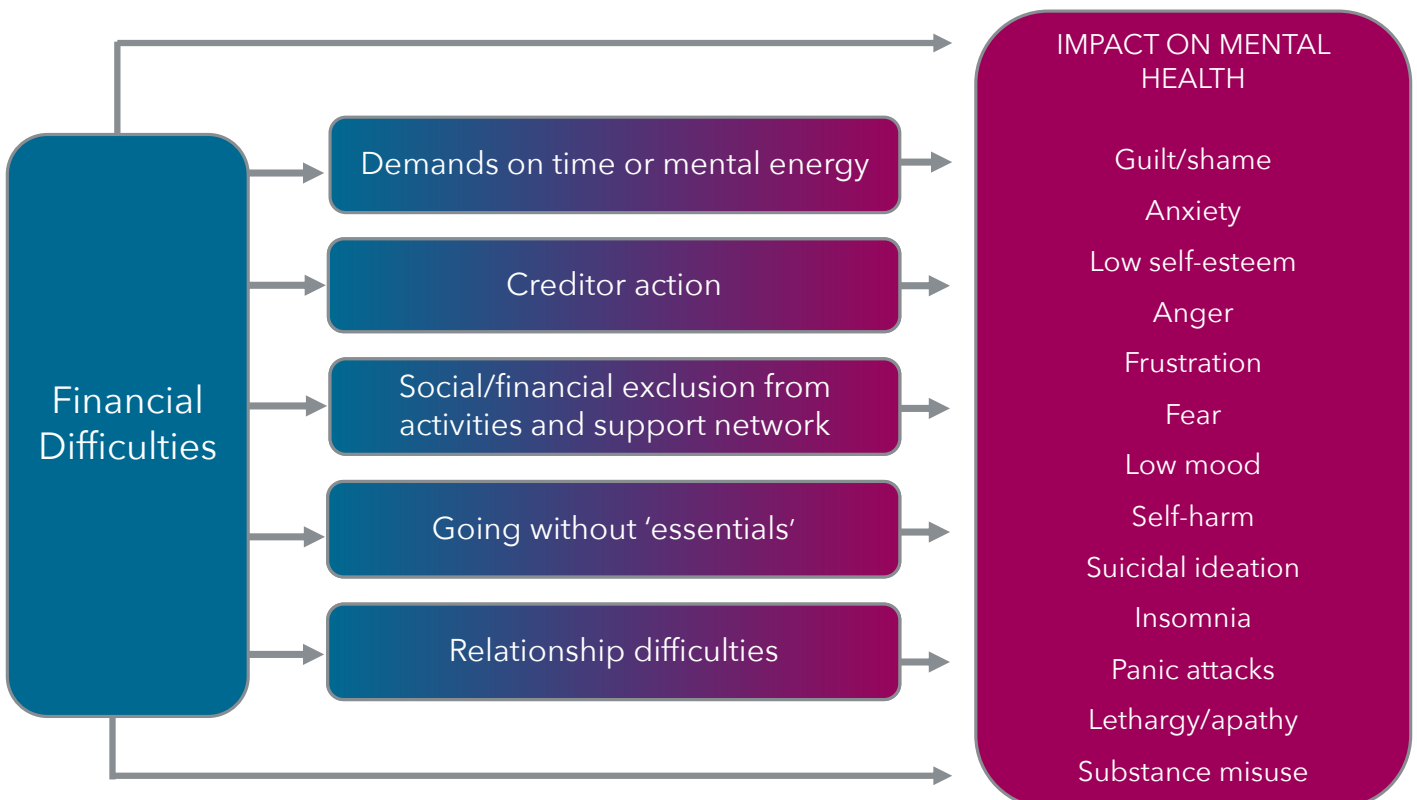 Financial
Difficulties
Demands on time or mental energy
Creditor action
Social/financial exclusion from
activities and support network
Going without ‘essentials’
Relationship difficulties
IMPACT ON MENTAL
HEALTH
Guilt/shame
Anxiety
Low self-esteem
Anger
Frustration
Fear
Low mood
Self-harm
Suicidal ideation
Insomnia
Panic attacks
Lethargy/apathy
Substance misuse